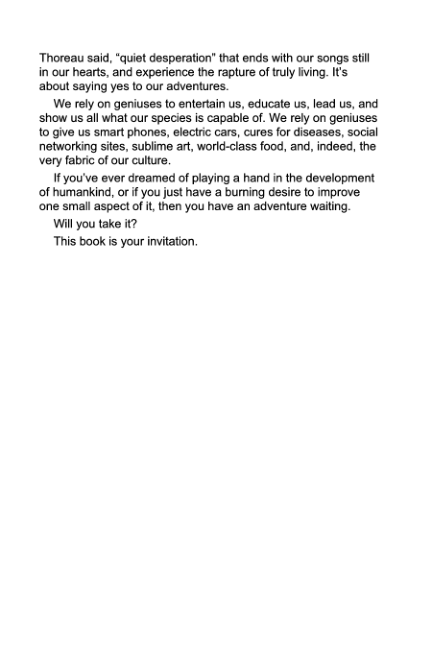 Thoreau said, “quiet desperation” that ends with our songs still
in our hearts, and experience the rapture of truly living. It’s
about saying yes to our adventures.
We rely on geniuses to entertain us, educate us, lead us, and
show us all what our species is capable of. We rely on geniuses
to give us smart phones, electric cars, cures for diseases, social
networking sites, sublime art, world-class food, and, indeed, the
very fabric of our culture.
If you’ve ever dreamed of playing a hand in the development
of humankind, or if you just have a burning desire to improve
one small aspect of it, then you have an adventure waiting.
Will you take it?
This book is your invitation.